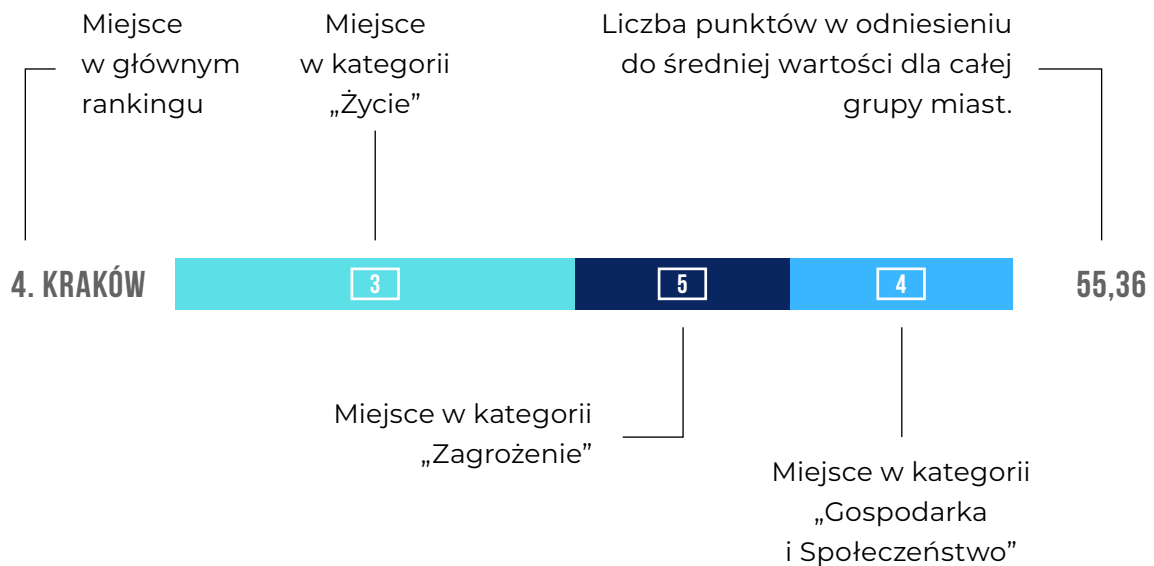 Miejsce
w głównym
rankingu
Miejsce
w kategorii
„Życie”
Liczba punktów w odniesieniu
do średniej wartości dla całej
grupy miast.
4. KRAKÓW
3
5
4
55,36
Miejsce w kategorii
„Zagrożenie”
Miejsce w kategorii
„Gospodarka
i Społeczeństwo”